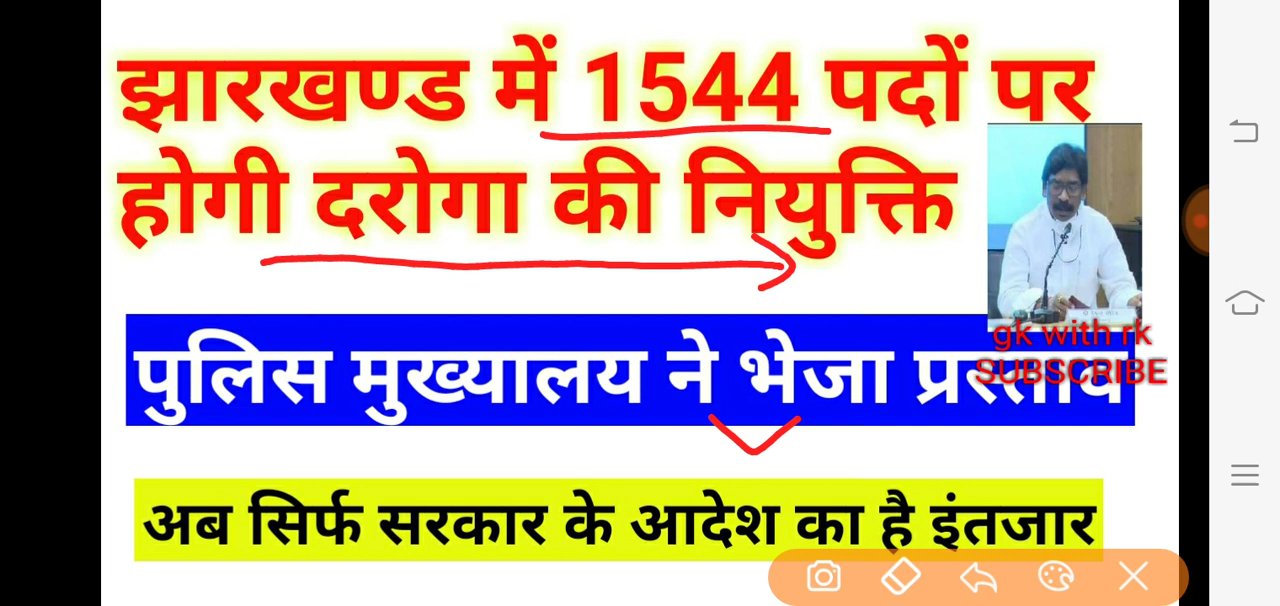 झारखण्ड में 1544 पदों पर
होगी दरोगा की नियुक्ति
gk with rk
SUBSCRIBE
पुलिस मुख्यालय ने भेजा प्रस्ताव
अब सिर्फ सरकार के आदेश का है इंतजार